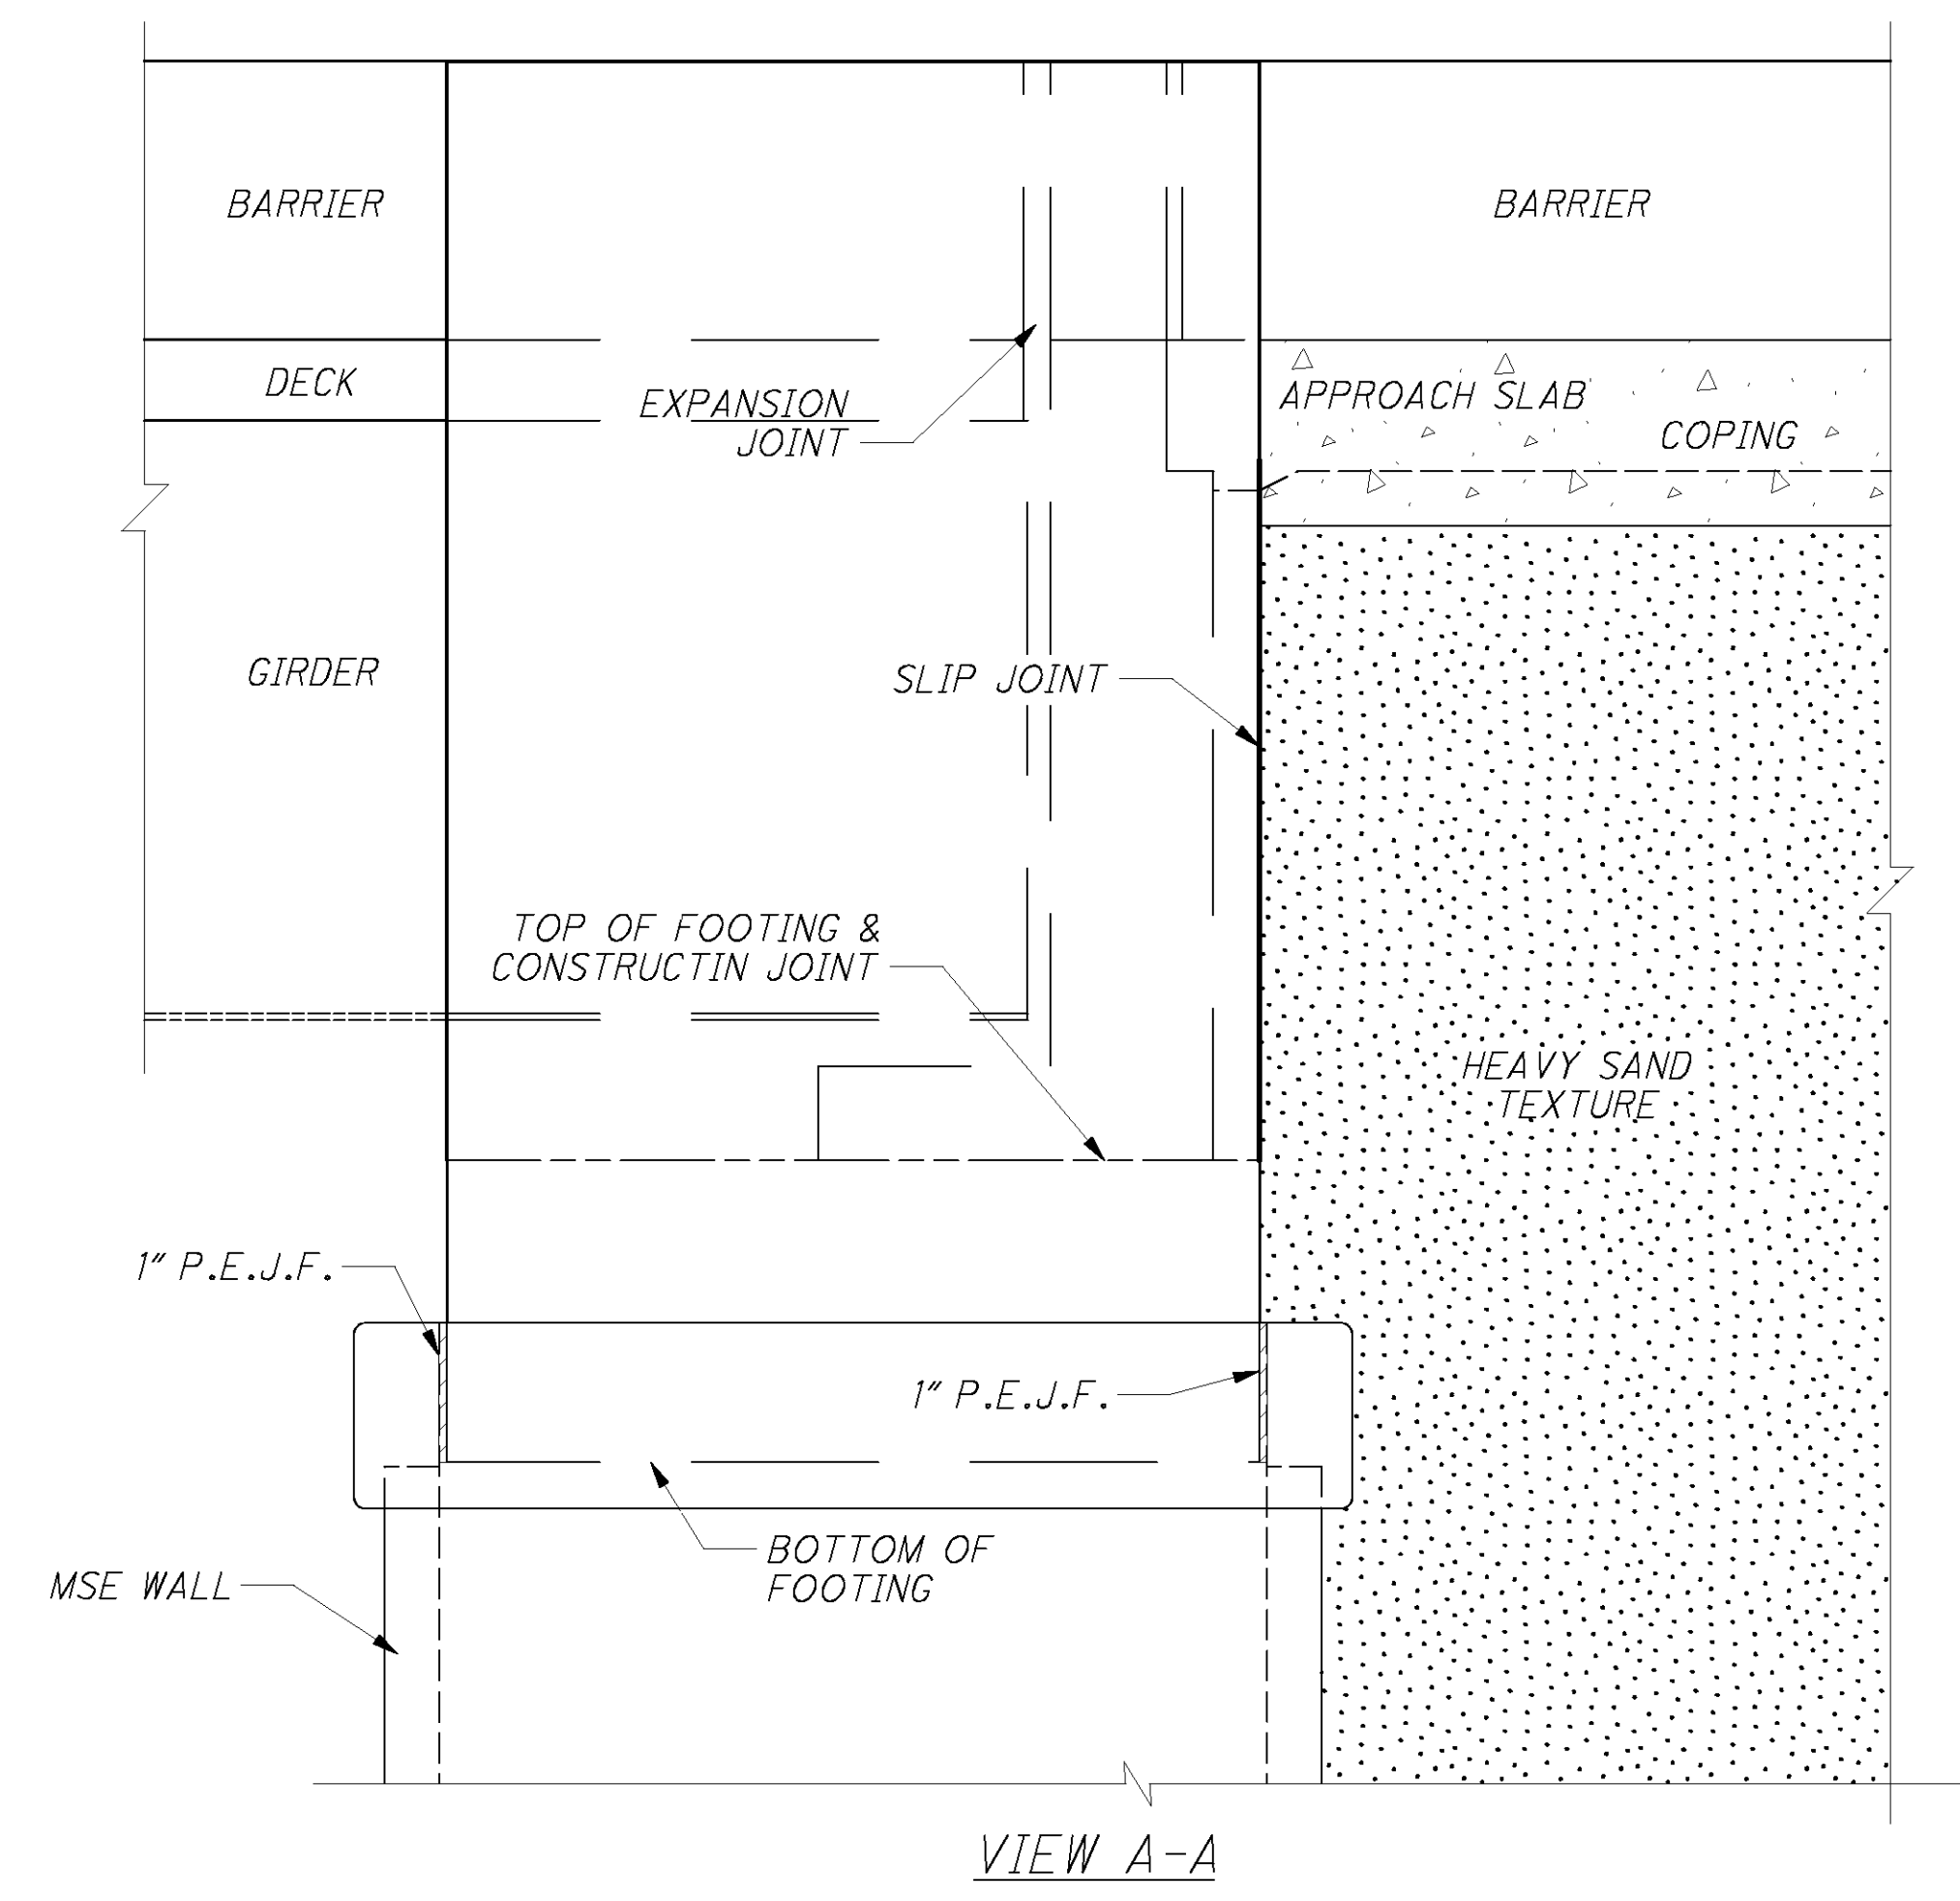 BARRIER
BARRIER
DECK
EXPANSION
JOINT
APPROACH SLAB
COPING
GIRDER
SLIP JOINT
TOP OF FOOTING &
CONSTRUCTIN JOINT
HEAVY SAND
TEXTURE
1" P.E.J.F.
1" P.E.J.F.
BOTTOM OF
FOOTING
MSE WALL
VIEW A-A